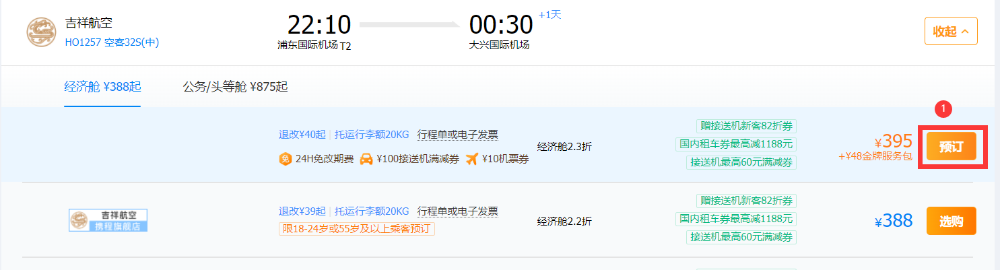 吉祥航空
HO1257 空客32S(中)
22:10
浦东国际机场 T2
00:30
+1天
大兴国际机场
收起
经济舱 ¥388起
公务/头等舱 ¥875起
1
退改¥40起 托运行李额20KG 行程单或电子发票
免 24H免改期费 ¥100接送机满减券 ¥10机票券
经济舱2.3折
赠接送机新客82折券
国内租车券最高减1188元
接送机最高60元满减券
¥395
+¥48金牌服务包
预订
吉祥航空
携程旗舰店
退改¥39起 托运行李额20KG 行程单或电子发票
限18-24岁或55岁及以上乘客预订
经济舱2.2折
赠接送机新客82折券
国内租车券最高减1188元
接送机最高60元满减券
¥388
选购